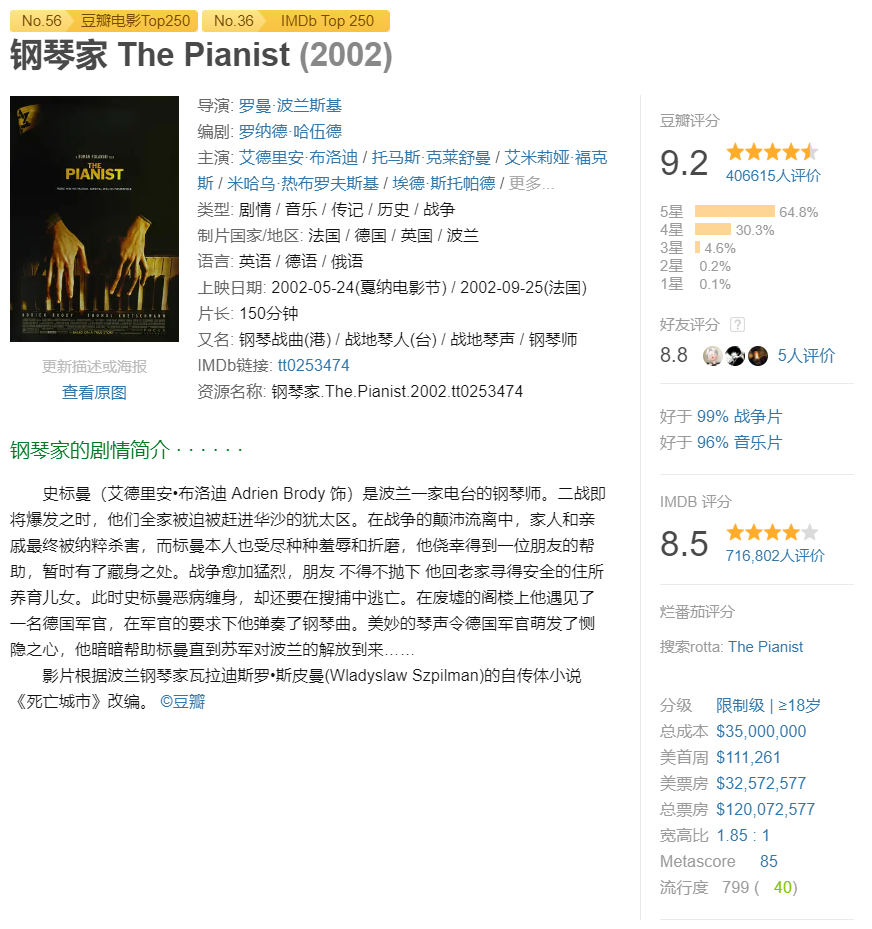 No.56 豆瓣电影Top250 No.36 IMDb Top 250
钢琴家 The Pianist (2002)
THE
PIANIST
更新描述或海报
查看原图
导演: 罗曼·波兰斯基
编剧: 罗纳德·哈伍德
主演: 艾德里安·布洛迪 / 托马斯·克莱舒曼 / 艾米莉娅·福克
斯 / 米哈乌·热布罗夫斯基 / 埃德·斯托帕德 / 更多...
类型: 剧情 / 音乐 / 传记 / 历史 / 战争
制片国家/地区: 法国 / 德国 / 英国 / 波兰
语言: 英语 / 德语 / 俄语
上映日期: 2002-05-24(戛纳电影节) / 2002-09-25(法国)
片长: 150分钟
又名: 钢琴战曲(港) / 战地琴人(台) / 战地琴声 / 钢琴师
IMDb链接: tt0253474
资源名称: 钢琴家.The.Pianist.2002.tt0253474
钢琴家的剧情简介 · · · · · ·
史标曼（艾德里安•布洛迪 Adrien Brody 饰）是波兰一家电台的钢琴师。二战即
将爆发之时，他们全家被迫被赶进华沙的犹太区。在战争的颠沛流离中，家人和亲
戚最终被纳粹杀害，而标曼本人也受尽种种羞辱和折磨，他侥幸得到一位朋友的帮
助，暂时有了藏身之处。战争愈加猛烈，朋友 不得不抛下 他回老家寻得安全的住所
养育儿女。此时史标曼恶病缠身，却还要在搜捕中逃亡。在废墟的阁楼上他遇见了
一名德国军官，在军官的要求下他弹奏了钢琴曲。美妙的琴声令德国军官萌发了恻
隐之心，他暗暗帮助标曼直到苏军对波兰的解放到来……
影片根据波兰钢琴家瓦拉迪斯罗•斯皮曼(Wladyslaw Szpilman)的自传体小说
《死亡城市》改编。 ©豆瓣
豆瓣评分
9.2
406615人评价
5星 64.8%
4星 30.3%
3星 4.6%
2星 0.2%
1星 0.1%
好友评分 ?
8.8 5人评价
好于 99% 战争片
好于 96% 音乐片
IMDB 评分
8.5
716,802人评价
烂番茄评分
搜索rotta: The Pianist
分级 限制级 | ≥18岁
总成本 $35,000,000
美首周 $111,261
美票房 $32,572,577
总票房 $120,072,577
宽高比 1.85 : 1
Metascore 85
流行度 799 ( 40)